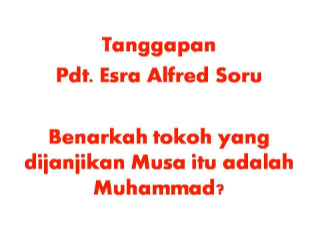 Tanggapan
Pdt. Esra Alfred Soru
Benarkah tokoh yang
dijanjikan Musa itu adalah
Muhammad?